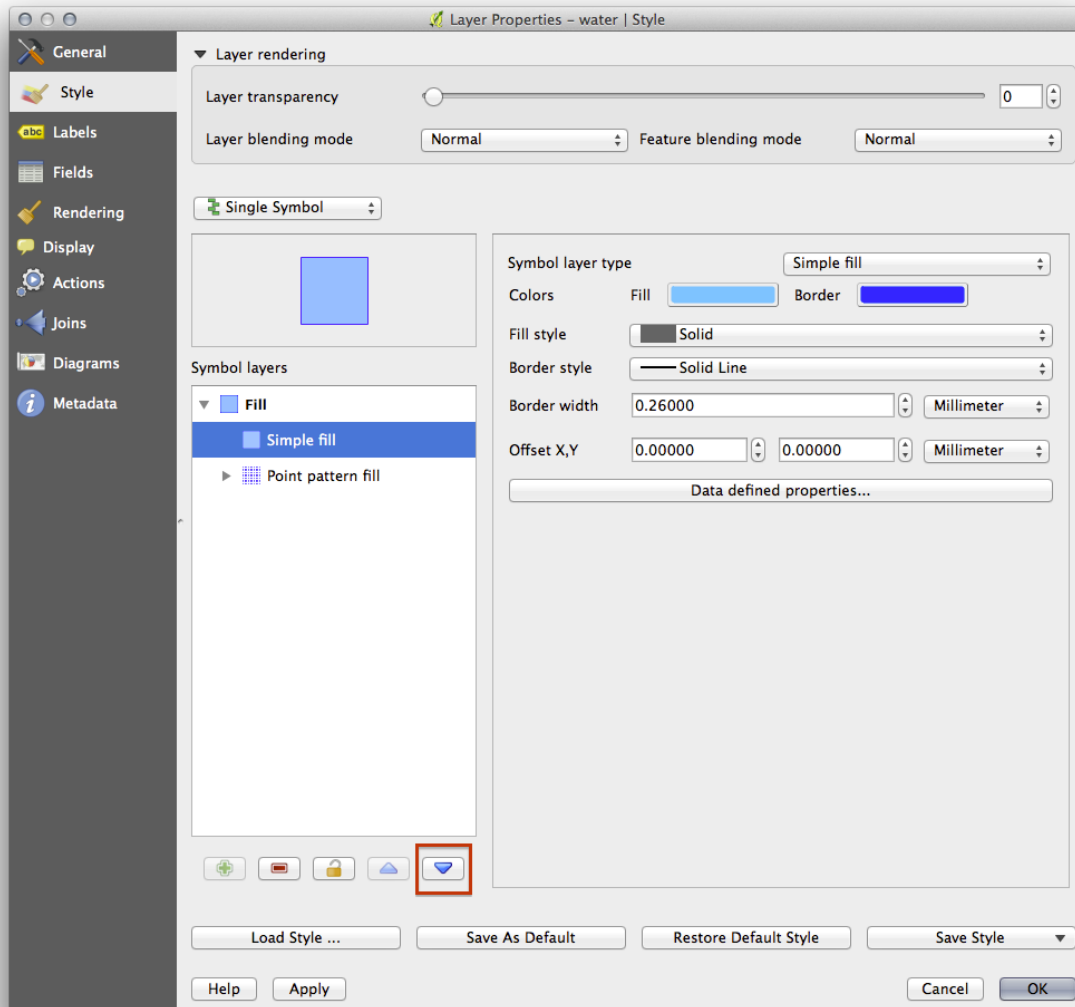 Layer Properties – water | Style
General
Style
abc Labels
Fields
Rendering
Display
Actions
Joins
Diagrams
i Metadata
Layer rendering
Layer transparency 0
Layer blending mode Normal Feature blending mode Normal
Single Symbol
Symbol layers
Fill
Simple fill
Point pattern fill
Symbol layer type Simple fill
Colors Fill Border
Fill style Solid
Border style Solid Line
Border width 0.26000 Millimeter
Offset X,Y 0.00000 0.00000 Millimeter
Data defined properties...
Load Style ... Save As Default Restore Default Style Save Style
Help Apply Cancel OK